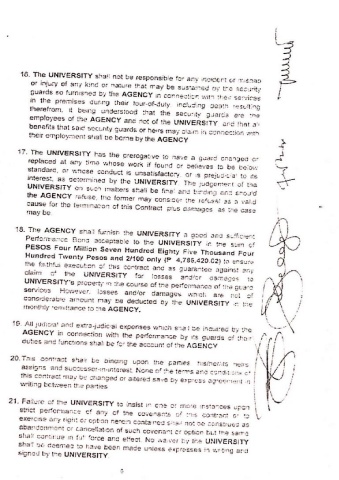 16. The UNIVERSITY shall not be responsible for any incident or mishap
or injury of any kind or nature that may be sustained by the security
guards so furnished by the AGENCY in connection with their services
in the premises during their tour-of-duty, including death resulting
therefrom, it being understood that the security guards are the
employees of the AGENCY and not of the UNIVERSITY and that all
benefits that said security guards or heirs may claim in connection with
their employment shall be borne by the AGENCY
17. The UNIVERSITY has the prerogative to have a guard changed or
replaced at any time whose work if found or believes to be below
standard, or whose conduct is unsatisfactory, or is prejudicial to its
interest, as determined by the UNIVERSITY. The judgement of the
UNIVERSITY on such matters shall be final and binding and should
the AGENCY refuse, the former may consider the refusal as a valid
cause for the termination of this Contract plus damages as the case
may be
18. The AGENCY shall furnish the UNIVERSITY a good and sufficient
Performance Bond acceptable to the UNIVERSITY in the sum of
PESOS Four Million Seven Hundred Eighty Five Thousand Four
Hundred Twenty Pesos and 2/100 only (P 4,785,420.02) to ensure
the faithful execution of this contract and as guarantee against any
claim of the UNIVERSITY for losses and/or damages to
UNIVERSITY's property in the course of the performance of the guard
services. However, losses and/or damages which are not of
considerable amount may be deducted by the UNIVERSITY in the
monthly remittance to the AGENCY.
19. All judicial and extra-judicial expenses which shall be incurred by the
AGENCY in connection with the performance by its guards of their
duties and functions shall be for the account of the AGENCY
20. This contract shall be binding upon the parties his/her/its heirs
assigns and successor-in-interest. None of the terms and conditions of
this contract may be changed or altered save by express agreement in
writing between the parties
21. Failure of the UNIVERSITY to insist in one or more instances upon
strict performance of any of the covenants of this contract or to
exercise any right or option herein contained shall not be construed as
abandonment or cancellation of such covenant or option but the same
shall continue in full force and effect. No waiver by the UNIVERSITY
shall be deemed to have been made unless expresses in writing and
signed by the UNIVERSITY